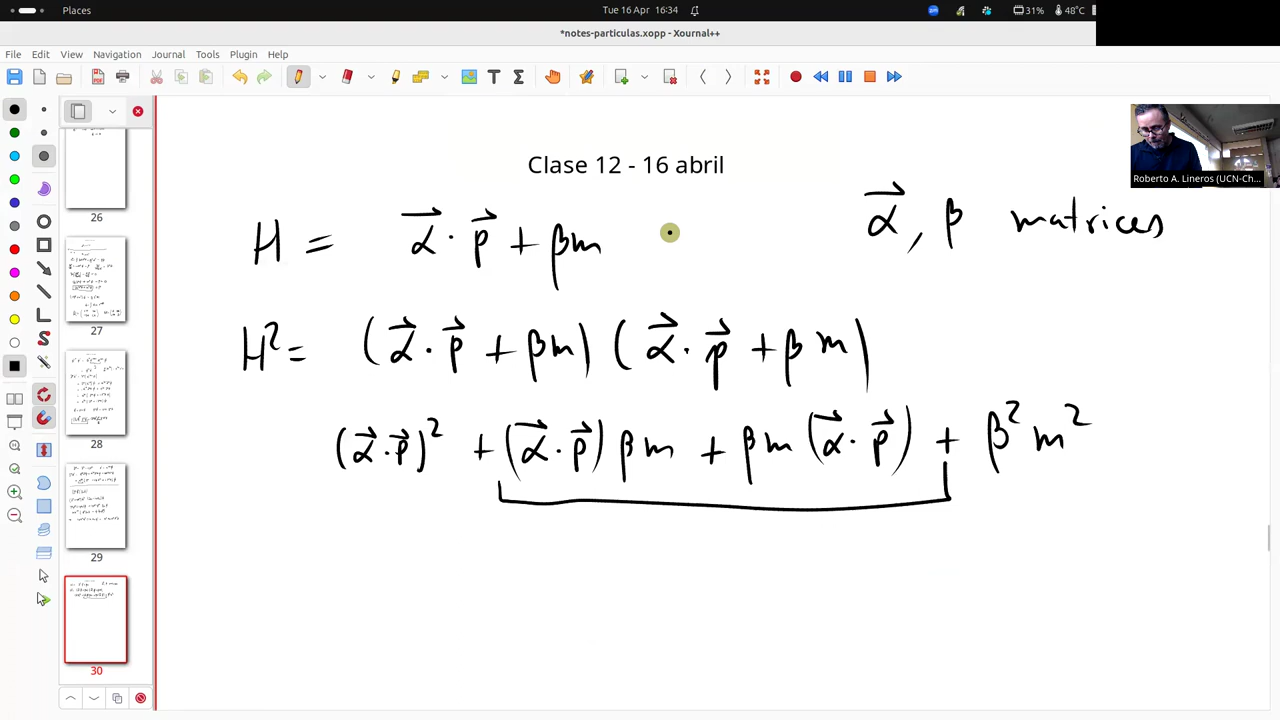 Places
Tue 16 Apr 16:34
31%
48°C
*notes-particulas.xopp - Xournal++
File Edit View Navigation Journal Tools Plugin Help
Clase 12 - 16 abril
H = α⃗ · p⃗ + βm
α⃗, β matrices
H² = (α⃗ · p⃗ + βm) (α⃗ · p⃗ + β m)
(α⃗ · p⃗)² + (α⃗ · p⃗) βm + βm (α⃗ · p⃗) + β² m²
Roberto A. Lineros (UCN-Ch...
26
27
28
29
30